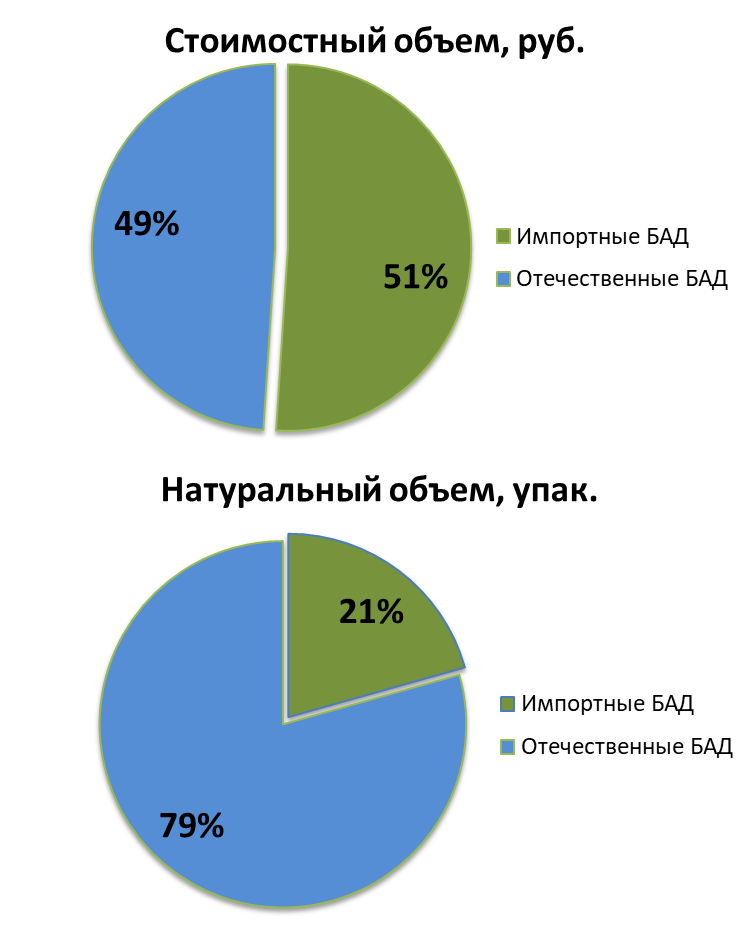 Стоимостный объем, руб.
49%
51%
Импортные БАД
Отечественные БАД
Натуральный объем, упак.
21%
79%
Импортные БАД
Отечественные БАД